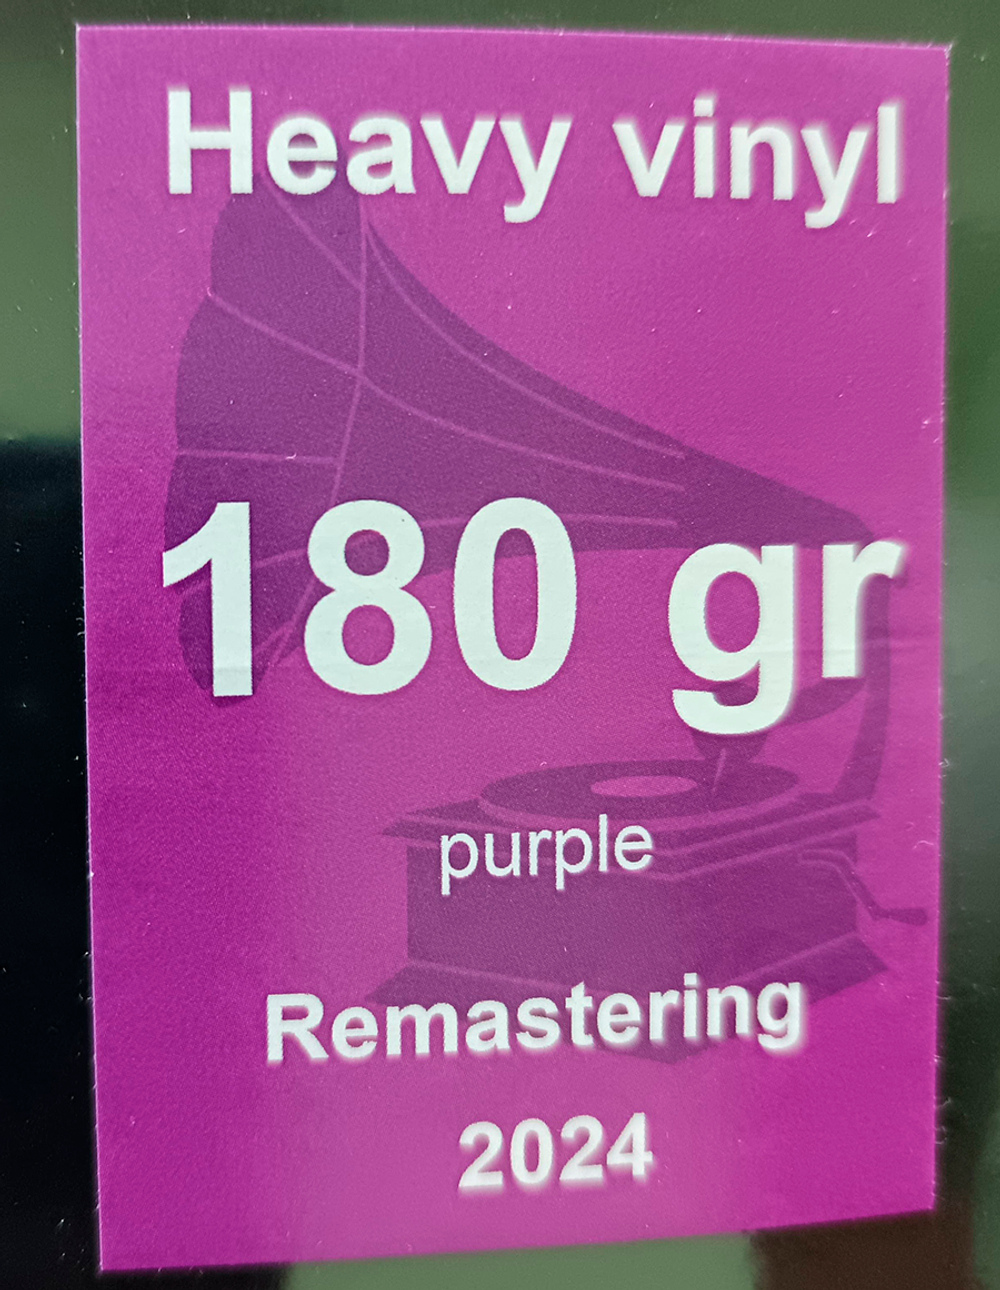 Heavy vinyl
180 gr
purple
Remastering
2024